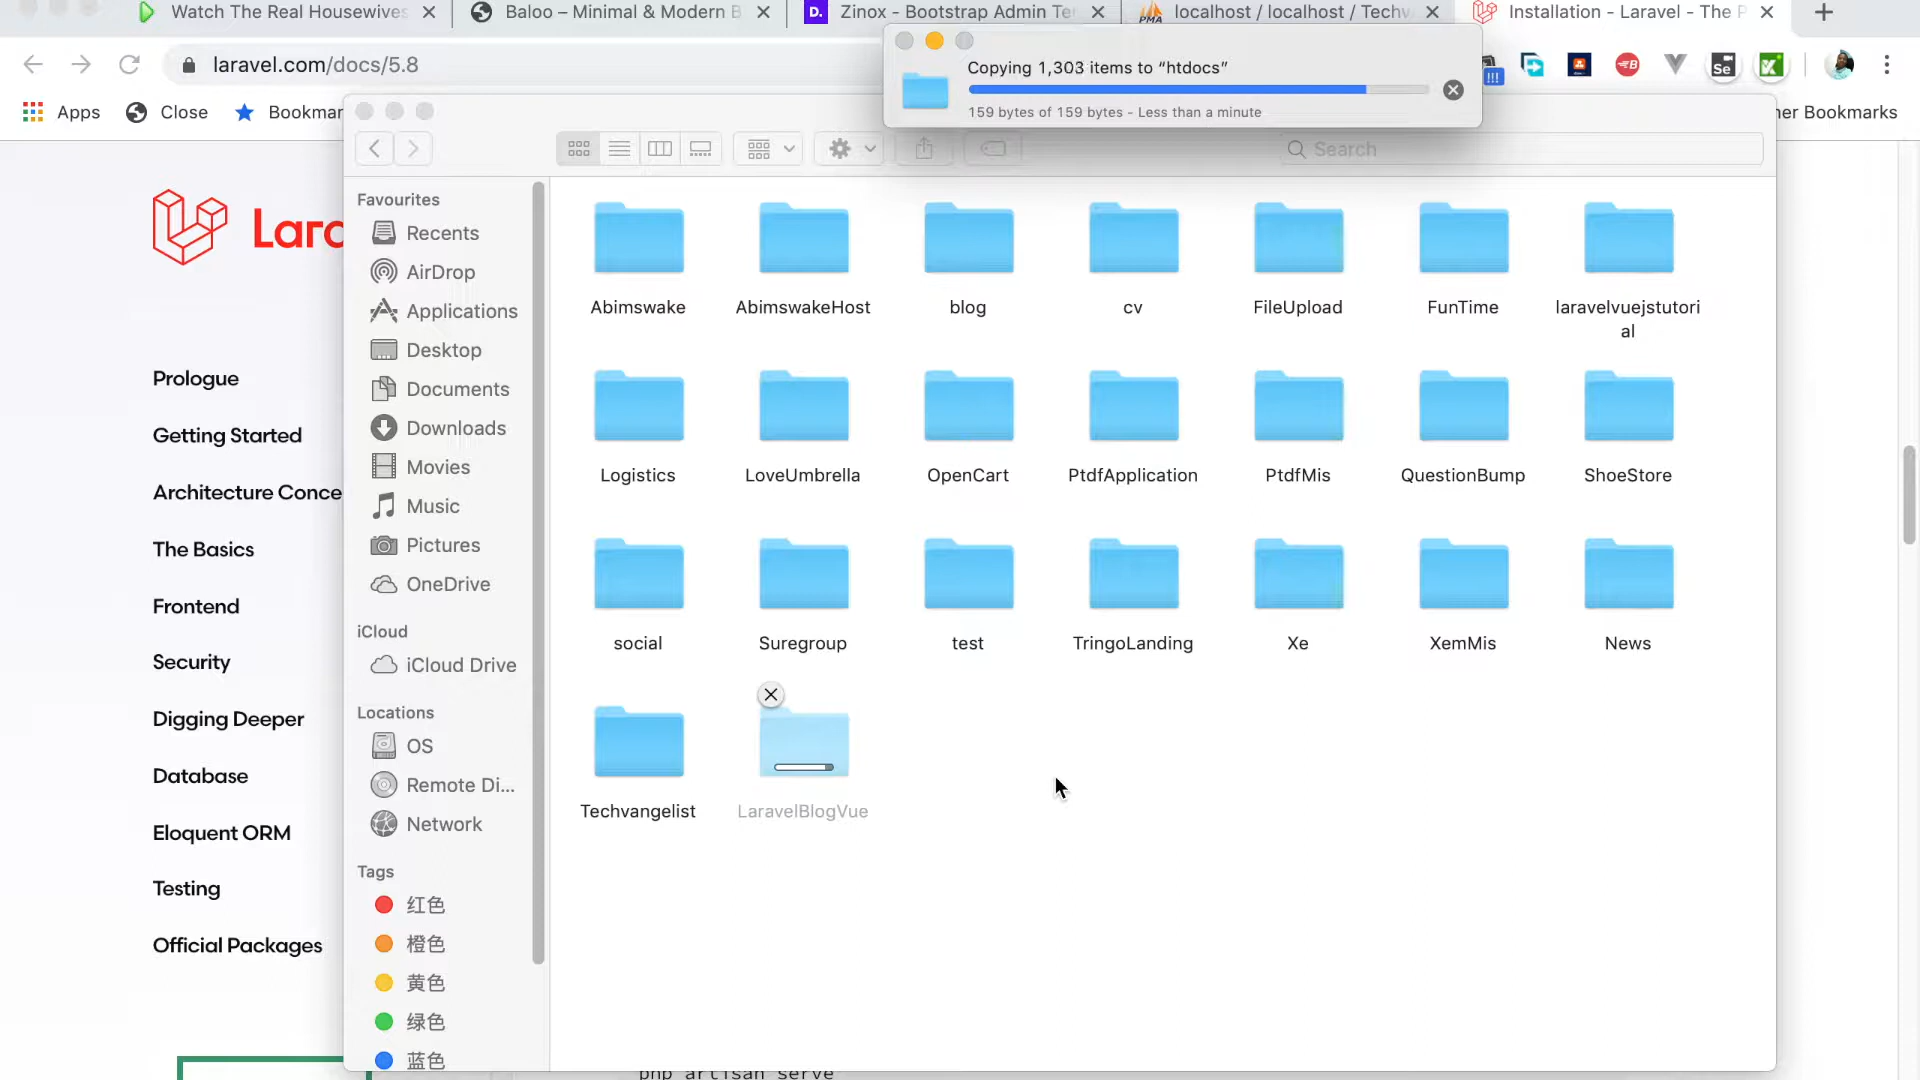 Watch The Real Housewives
Baloo – Minimal & Modern B
D.
Zinox - Bootstrap Admin Te
PMA
localhost / localhost / Techv
Installation - Laravel - The P
laravel.com/docs/5.8
Copying 1,303 items to “htdocs”
159 bytes of 159 bytes - Less than a minute
!!!
B
Se
Apps
Close
Bookmar
ner Bookmarks
Search
Lara
Prologue
Getting Started
Architecture Conce
The Basics
Frontend
Security
Digging Deeper
Database
Eloquent ORM
Testing
Official Packages
Favourites
Recents
AirDrop
Applications
Desktop
Documents
Downloads
Movies
Music
Pictures
OneDrive
iCloud
iCloud Drive
Locations
OS
Remote Di...
Network
Tags
红色
橙色
黄色
绿色
蓝色
Abimswake
AbimswakeHost
blog
cv
FileUpload
FunTime
laravelvuejstutori
al
Logistics
LoveUmbrella
OpenCart
PtdfApplication
PtdfMis
QuestionBump
ShoeStore
social
Suregroup
test
TringoLanding
Xe
XemMis
News
Techvangelist
LaravelBlogVue
php artisan serve